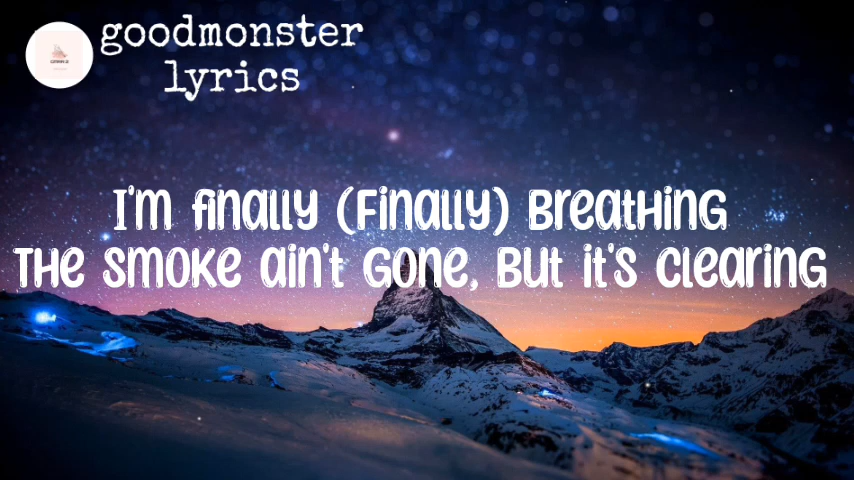 goodmonster
lyrics
I'm finally (Finally) Breathing
The smoke ain't gone, But it's clearing